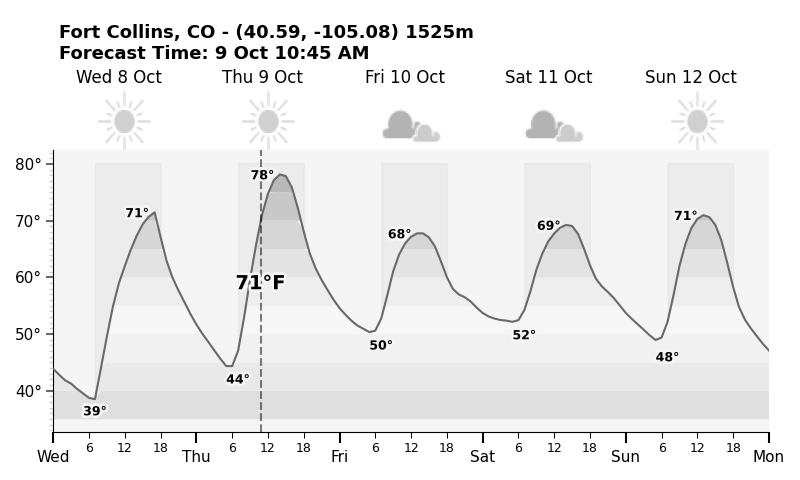 Fort Collins, CO - (40.59, -105.08) 1525m
Forecast Time: 9 Oct 10:45 AM
Wed 8 Oct Thu 9 Oct Fri 10 Oct Sat 11 Oct Sun 12 Oct
80°
78°
71° 71°
70°
69°
68°
60°
71°F
50°
52°
50°
48°
44°
40°
39°
6 12 18 6 12 18 6 12 18 6 12 18 6 12 18
Wed Thu Fri Sat Sun Mon